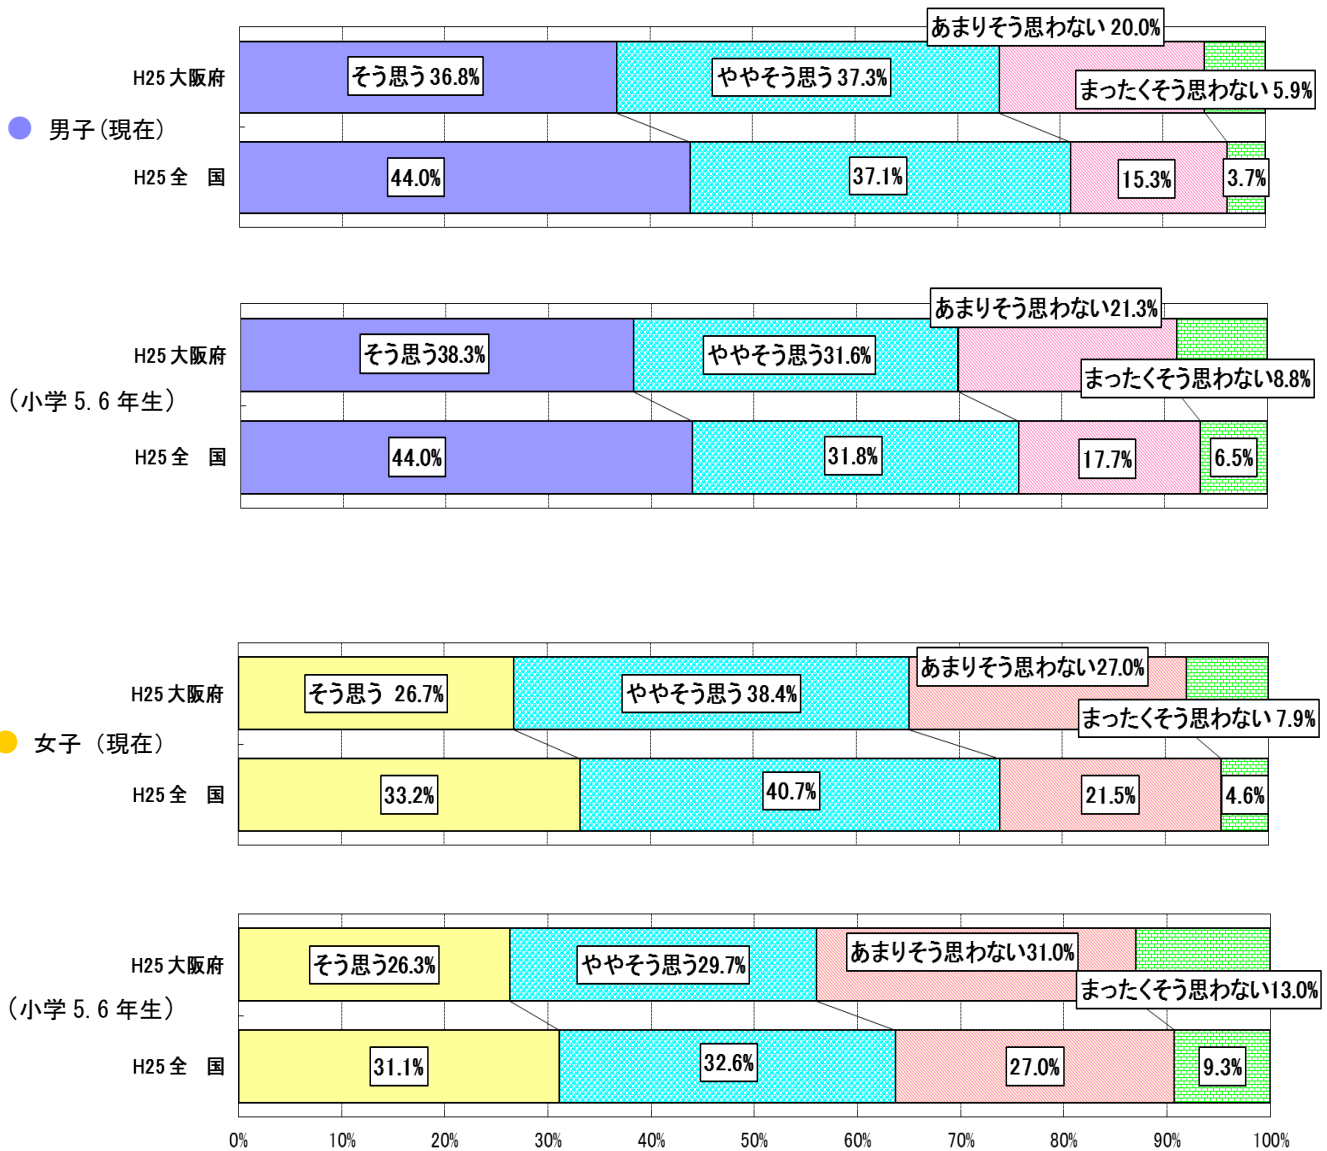 あまりそう思わない 20.0%
H25 大阪府
そう思う 36.8%
ややそう思う 37.3%
まったくそう思わない 5.9%
男子(現在)
H25 全　国
44.0%
37.1%
15.3%
3.7%
あまりそう思わない21.3%
H25 大阪府
そう思う38.3%
ややそう思う31.6%
まったくそう思わない8.8%
(小学 5.6 年生)
H25 全　国
44.0%
31.8%
17.7%
6.5%
あまりそう思わない27.0%
H25 大阪府
そう思う 26.7%
ややそう思う 38.4%
まったくそう思わない 7.9%
女子 (現在)
H25 全　国
33.2%
40.7%
21.5%
4.6%
あまりそう思わない31.0%
H25 大阪府
そう思う26.3%
ややそう思う29.7%
まったくそう思わない13.0%
(小学 5.6 年生)
H25 全　国
31.1%
32.6%
27.0%
9.3%
0% 10% 20% 30% 40% 50% 60% 70% 80% 90% 100%